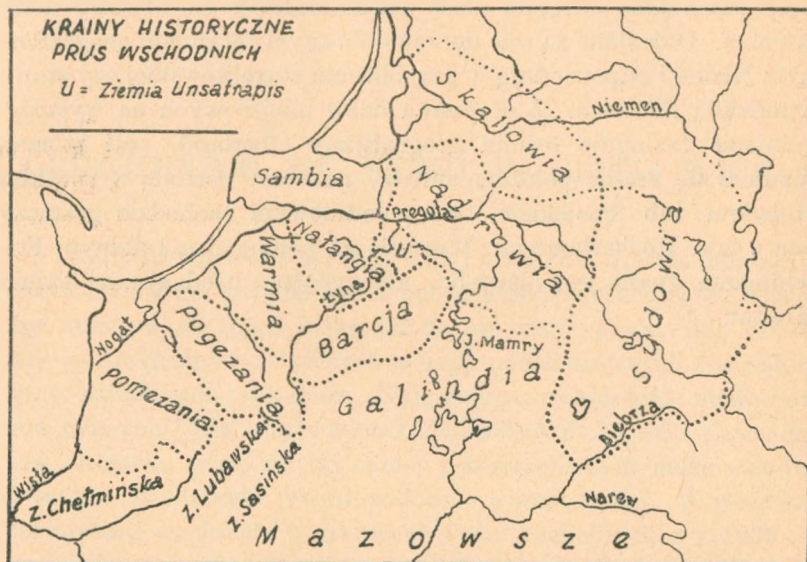 KRAINY HISTORYCZNE
PRUS WSCHODNICH
U = Ziemia Unsatrapis
Skalowia
Niemen
Sambia
Nadrowia
Pregoła
Natangia
U
Warmia
Łyna
Barcja
Sudowia
J. Mamry
Nogat
Pogezania
Pomezania
Galindia
Biebrza
Wisła
Z. Chełmińska
Z. Lubawska
Z. Sasińska
Narew
Mazowsze